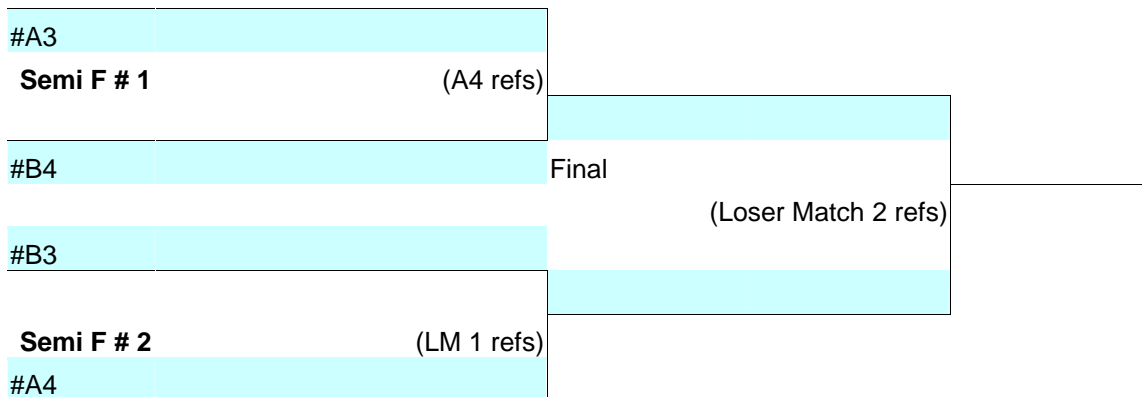 #A3
Semi F # 1 (A4 refs)
#B4 Final
(Loser Match 2 refs)
#B3
Semi F # 2 (LM 1 refs)
#A4